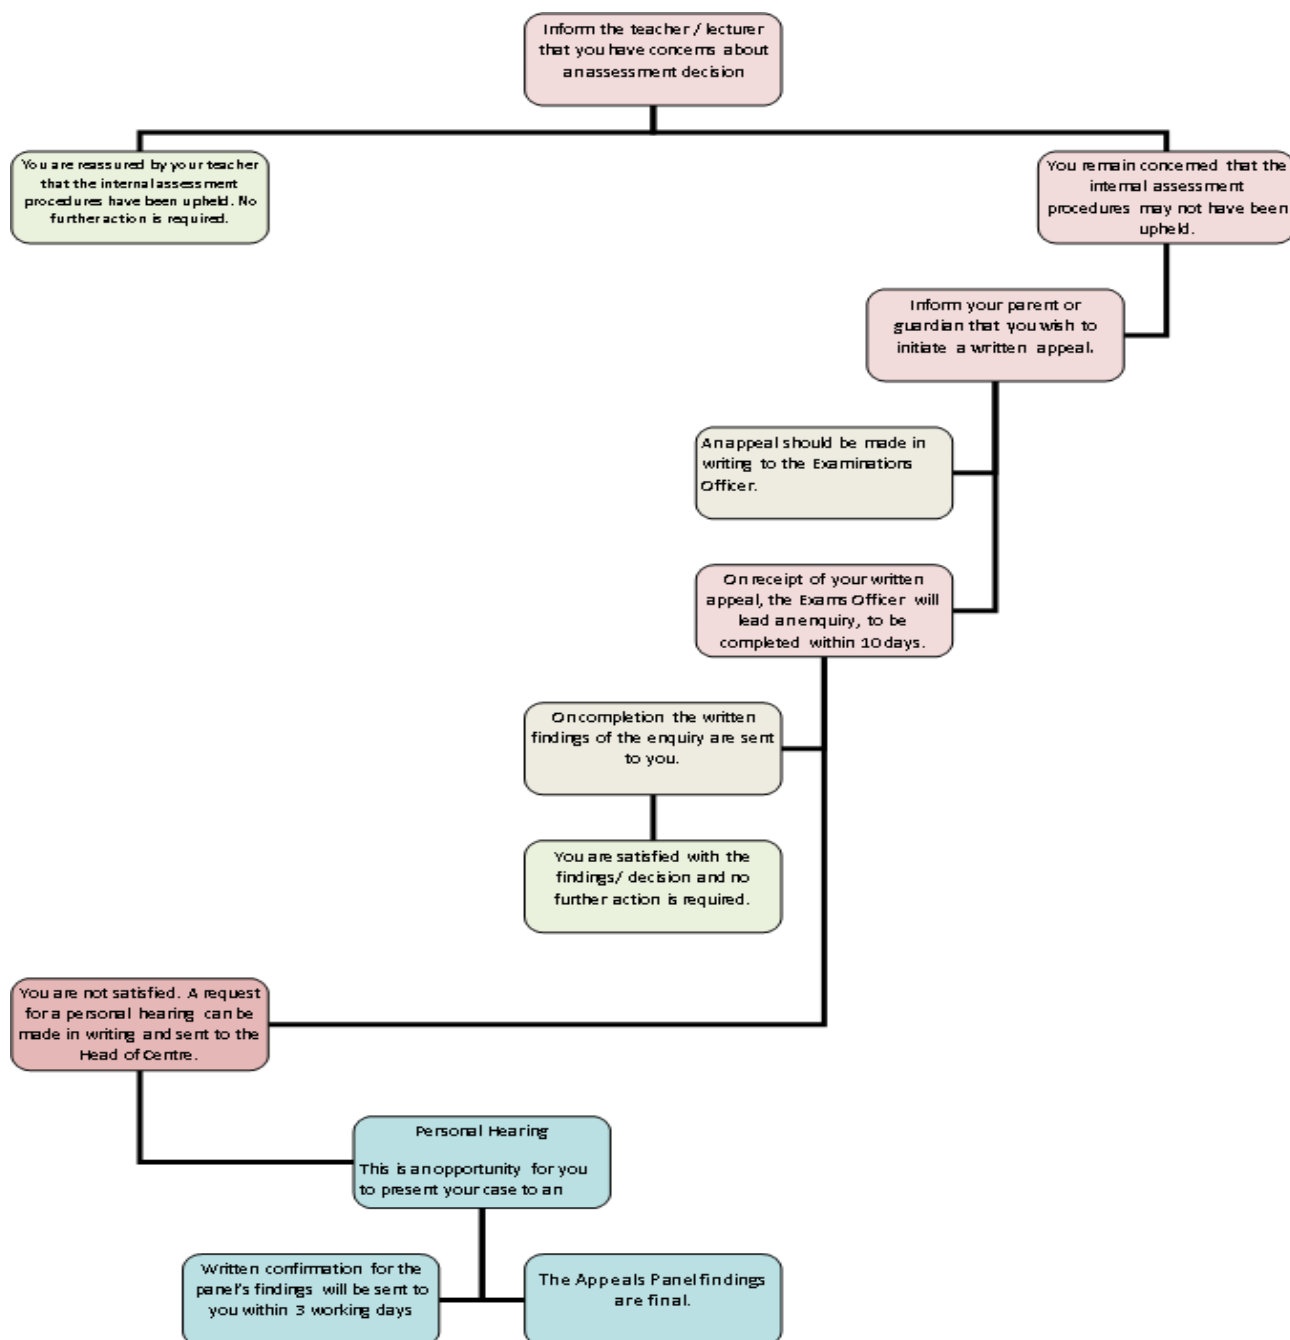 Inform the teacher / lecturer
that you have concerns about
an assessment decision
You are reassured by your teacher
that the internal assessment
procedures have been upheld. No
further action is required.
You remain concerned that the
internal assessment
procedures may not have been
upheld.
Inform your parent or
guardian that you wish to
initiate a written appeal.
An appeal should be made in
writing to the Examinations
Officer.
On receipt of your written
appeal, the Exams Officer will
lead an enquiry, to be
completed within 10 days.
On completion the written
findings of the enquiry are sent
to you.
You are satisfied with the
findings/ decision and no
further action is required.
You are not satisfied. A request
for a personal hearing can be
made in writing and sent to the
Head of Centre.
Personal Hearing
This is an opportunity for you
to present your case to an
Written confirmation for the
panel's findings will be sent to
you within 3 working days
The Appeals Panel findings
are final.